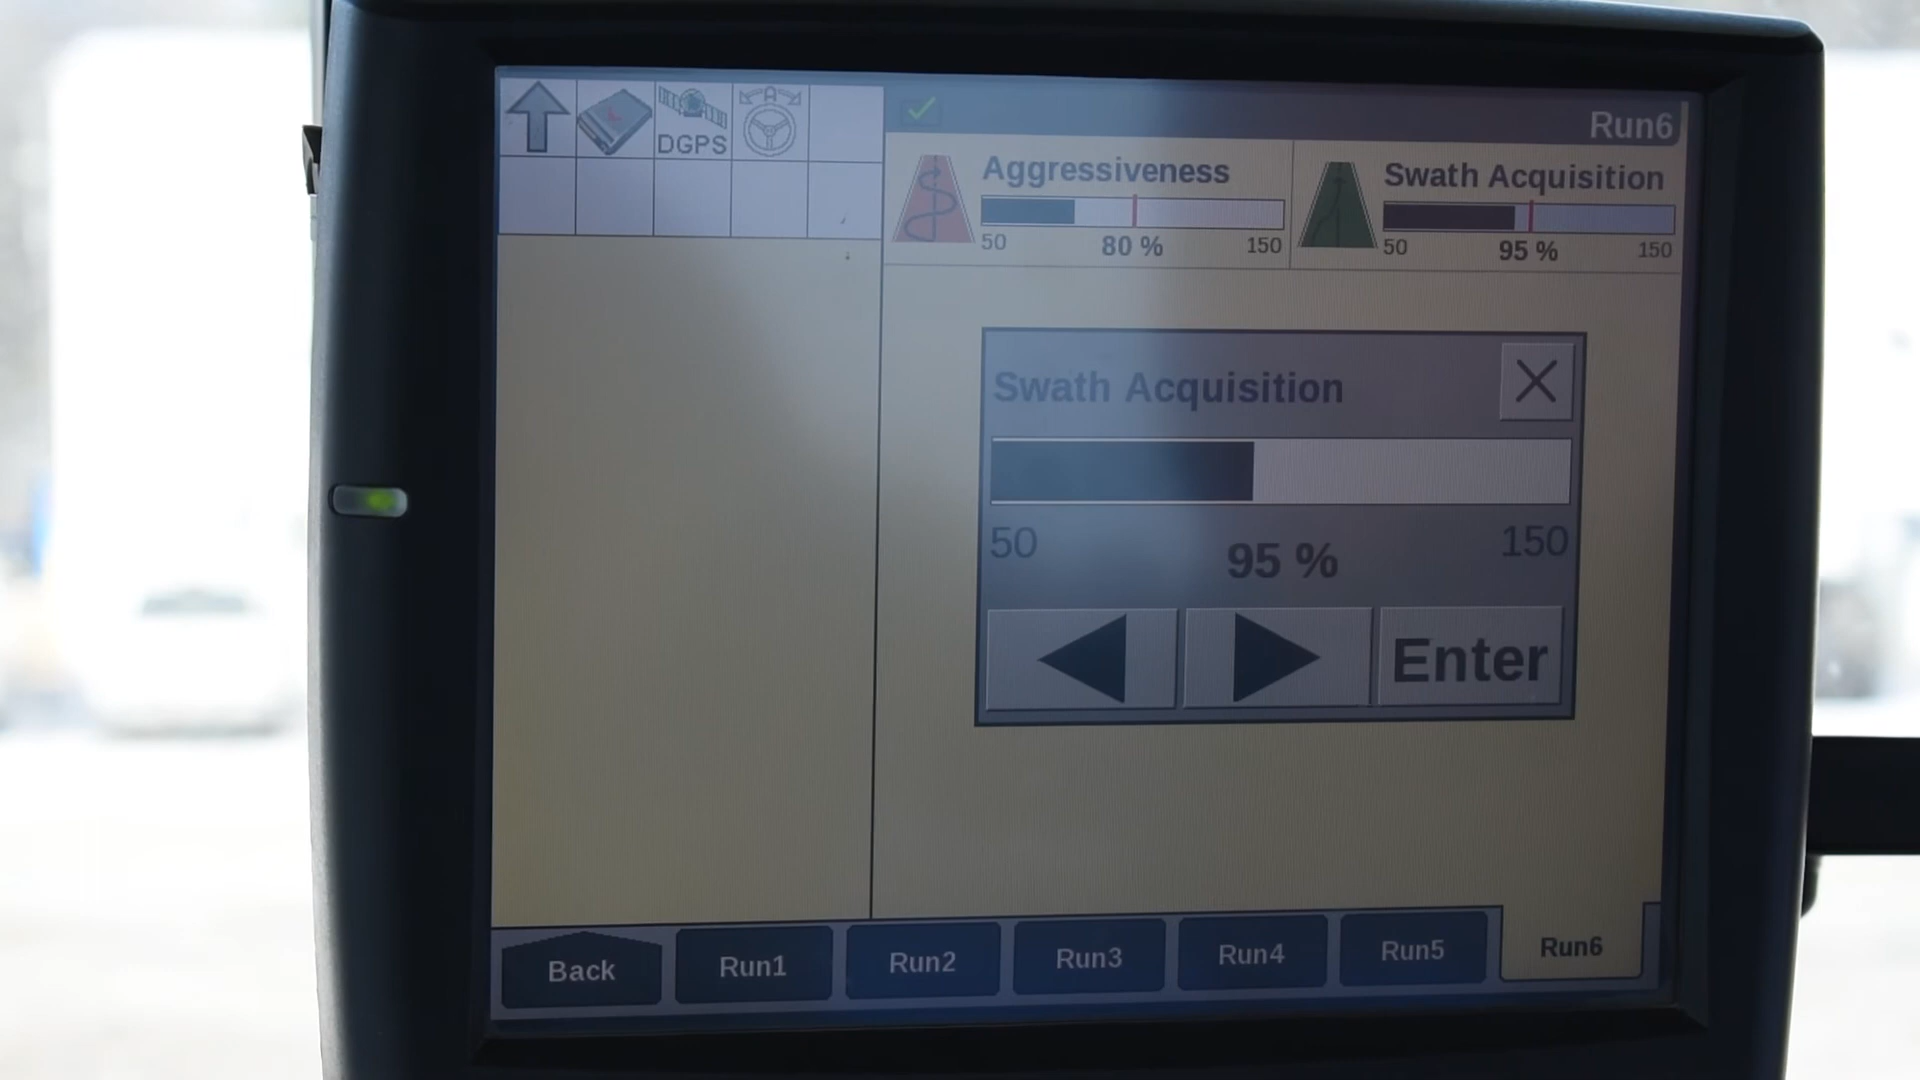 DGPS
Run6
Aggressiveness
50 80 % 150
Swath Acquisition
50 95 % 150
Swath Acquisition
50 95 % 150
Enter
Back Run1 Run2 Run3 Run4 Run5 Run6